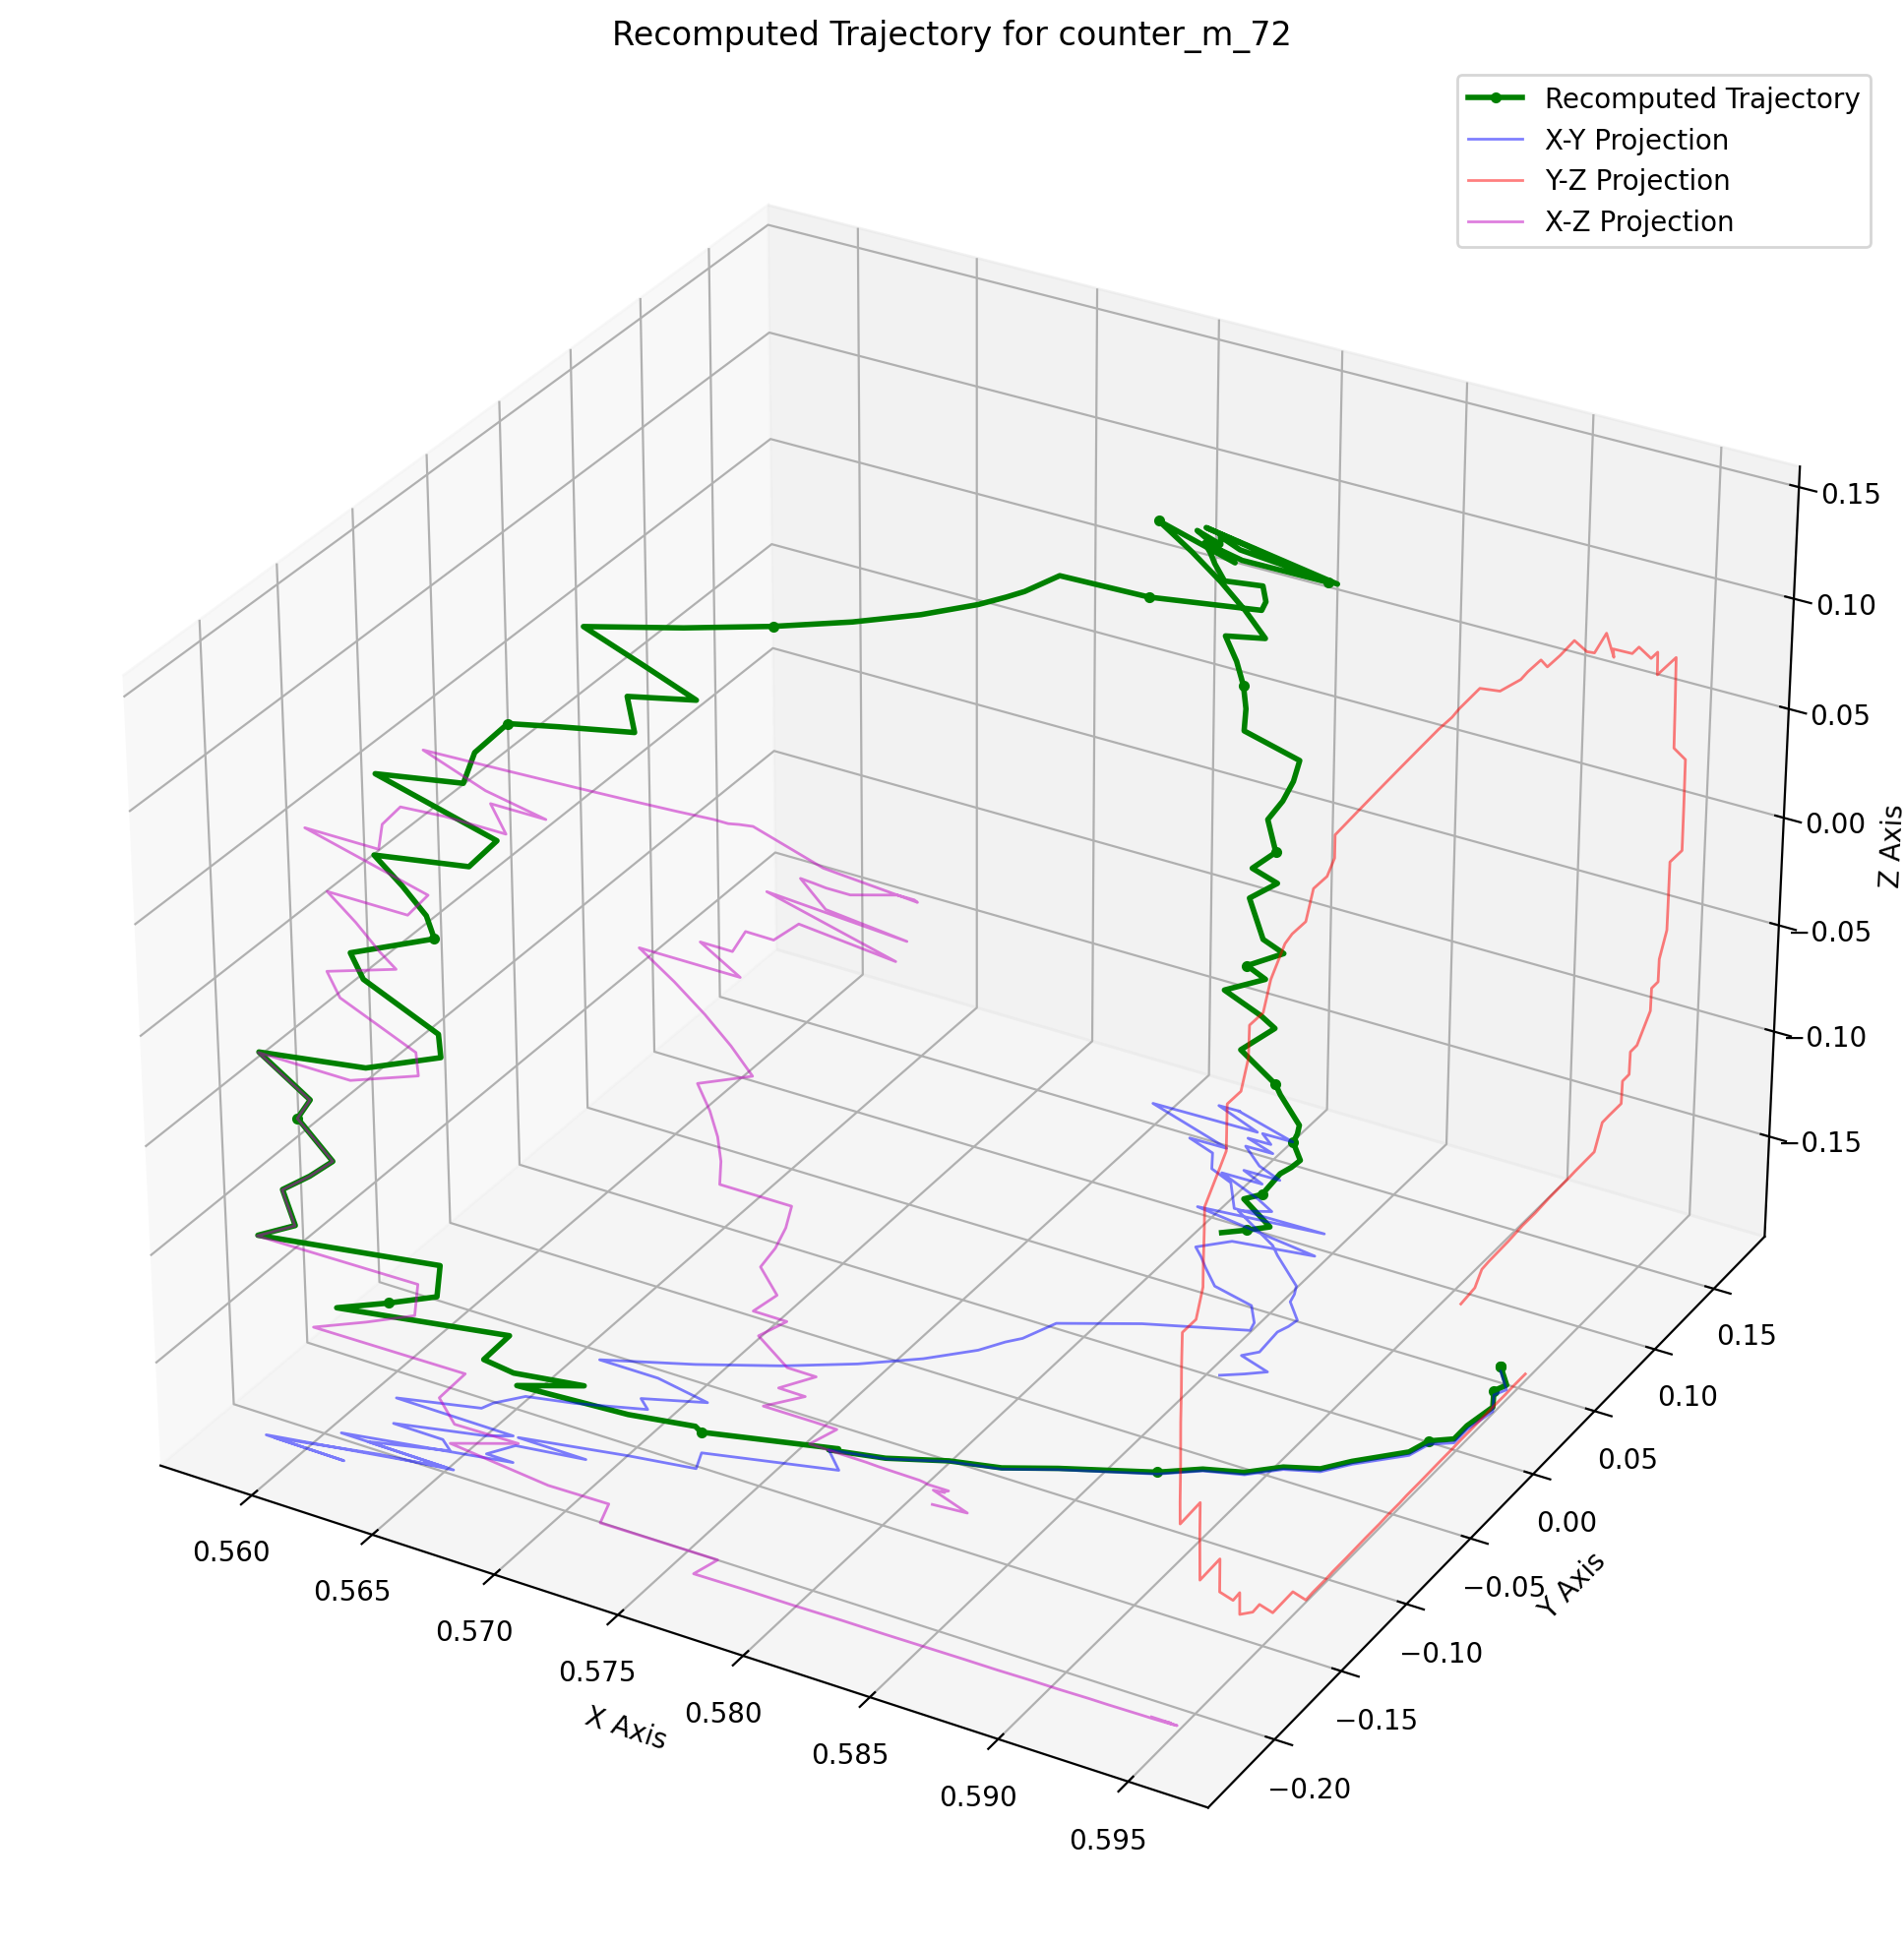 Recomputed Trajectory for counter_m_72
Recomputed Trajectory
X-Y Projection
Y-Z Projection
X-Z Projection
0.15
0.10
0.05
0.00
−0.05
−0.10
−0.15
Z Axis
0.15
0.10
0.05
0.00
−0.05
−0.10
−0.15
−0.20
Y Axis
0.560
0.565
0.570
0.575
0.580
0.585
0.590
0.595
X Axis